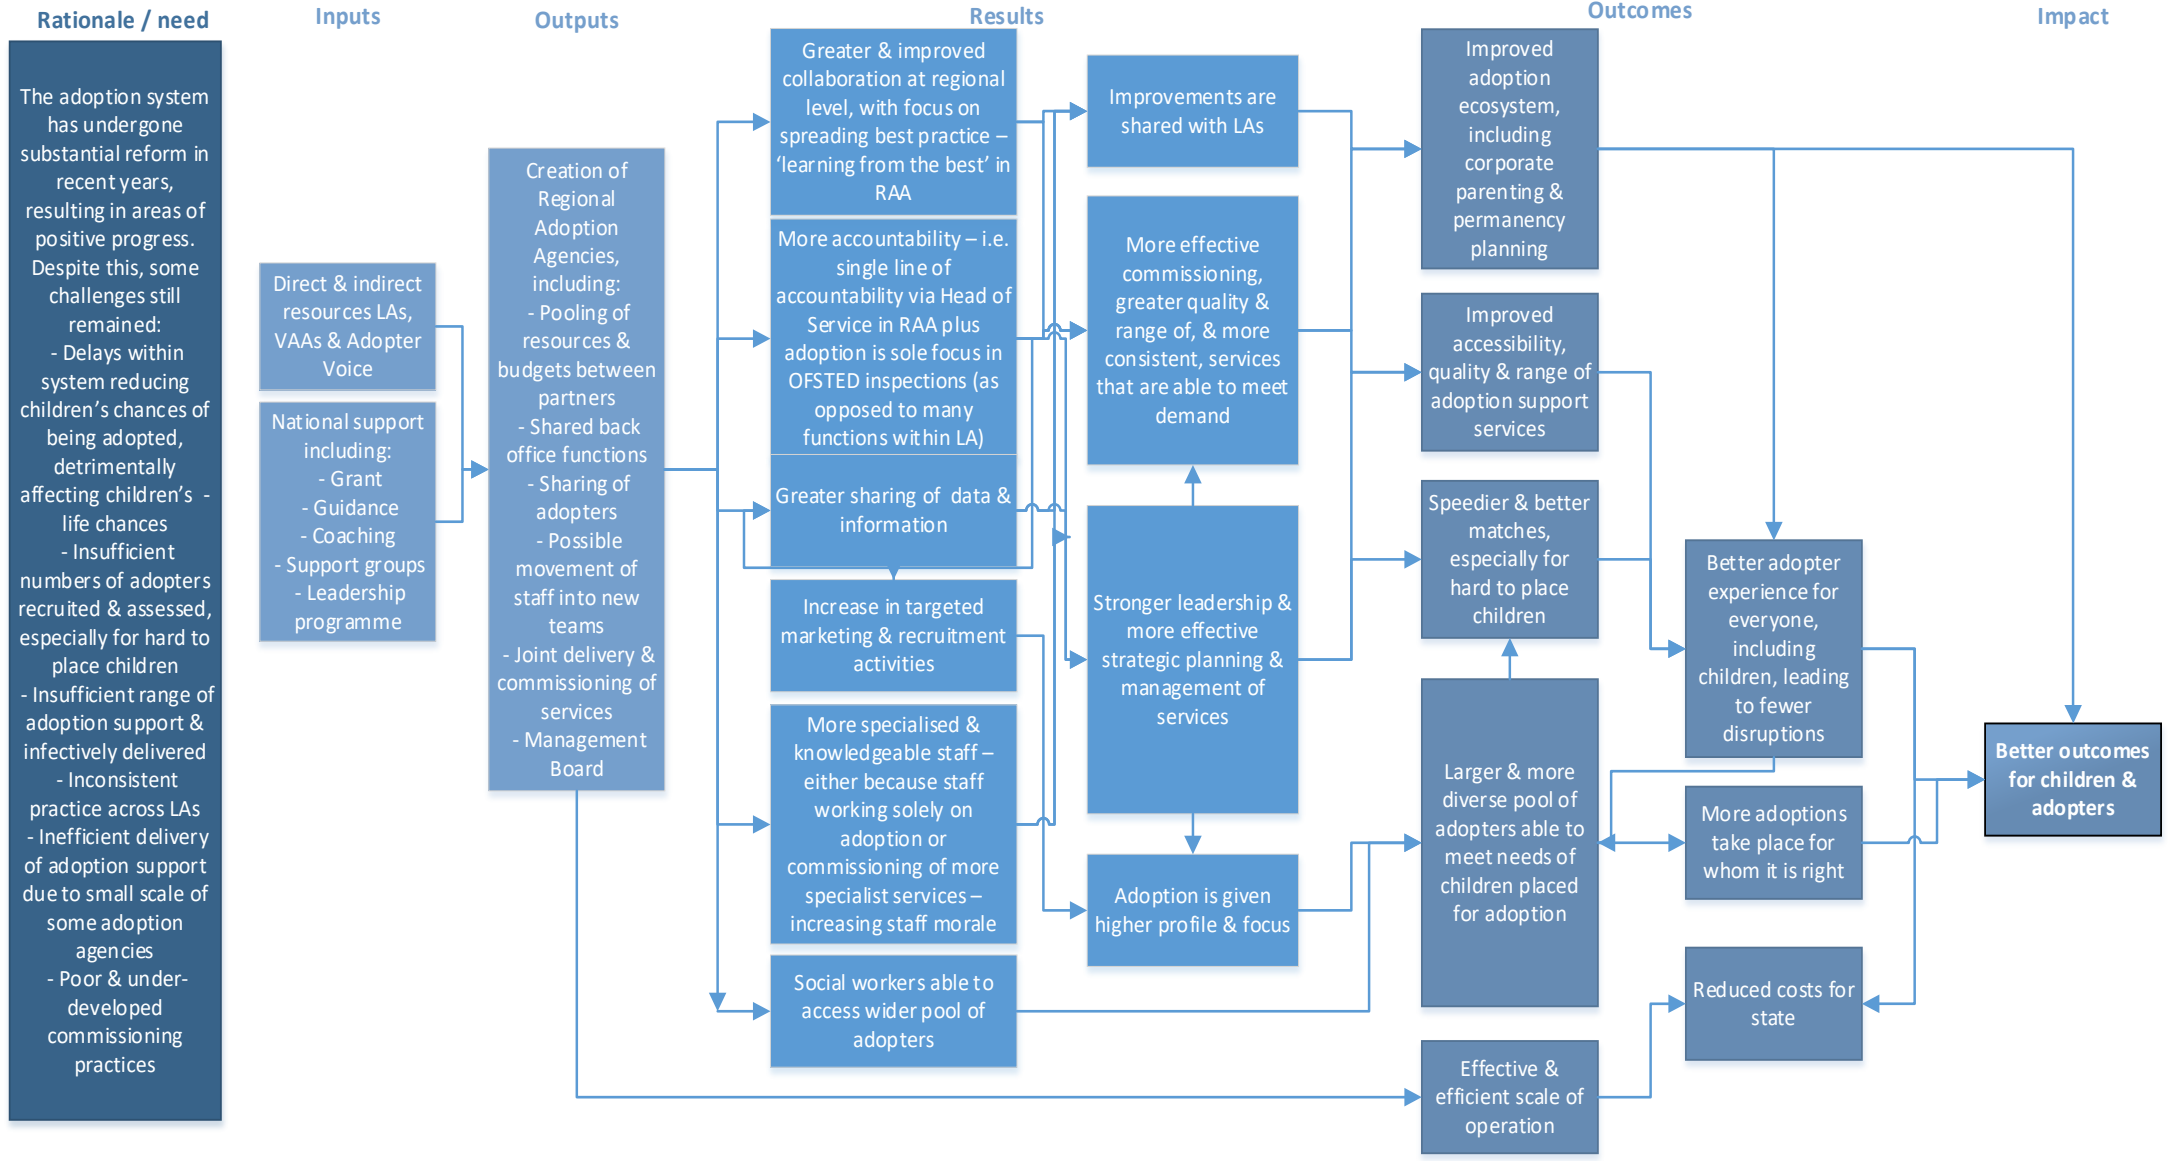 Rationale / need
Inputs
Outputs
Results
Outcomes
Impact
The adoption system
has undergone
substantial reform in
recent years,
resulting in areas of
positive progress.
Despite this, some
challenges still
remained:
- Delays within
system reducing
children's chances of
being adopted,
detrimentally
affecting children's -
life chances
- Insufficient
numbers of adopters
recruited & assessed,
especially for hard to
place children
- Insufficient range of
adoption support &
infectively delivered
- Inconsistent
practice across LAs
- Inefficient delivery
of adoption support
due to small scale of
some adoption
agencies
- Poor & under-
developed
commissioning
practices
Direct & indirect
resources LAs,
VAAs & Adopter
Voice
National support
including:
- Grant
- Guidance
- Coaching
- Support groups
- Leadership
programme
Creation of
Regional
Adoption
Agencies,
including:
- Pooling of
resources &
budgets between
partners
- Shared back
office functions
- Sharing of
adopters
- Possible
movement of
staff into new
teams
- Joint delivery &
commissioning of
services
- Management
Board
Greater & improved
collaboration at regional
level, with focus on
spreading best practice –
‘learning from the best’ in
RAA
More accountability – i.e.
single line of
accountability via Head of
Service in RAA plus
adoption is sole focus in
OFSTED inspections (as
opposed to many
functions within LA)
Greater sharing of data &
information
Increase in targeted
marketing & recruitment
activities
More specialised &
knowledgeable staff –
either because staff
working solely on
adoption or
commissioning of more
specialist services –
increasing staff morale
Social workers able to
access wider pool of
adopters
Improvements are
shared with LAs
More effective
commissioning,
greater quality &
range of, & more
consistent, services
that are able to meet
demand
Stronger leadership &
more effective
strategic planning &
management of
services
Adoption is given
higher profile & focus
Improved
adoption
ecosystem,
including
corporate
parenting &
permanency
planning
Improved
accessibility,
quality & range of
adoption support
services
Speedier & better
matches,
especially for
hard to place
children
Larger & more
diverse pool of
adopters able to
meet needs of
children placed
for adoption
Effective &
efficient scale of
operation
Better adopter
experience for
everyone,
including
children, leading
to fewer
disruptions
More adoptions
take place for
whom it is right
Reduced costs for
state
Better outcomes
for children &
adopters